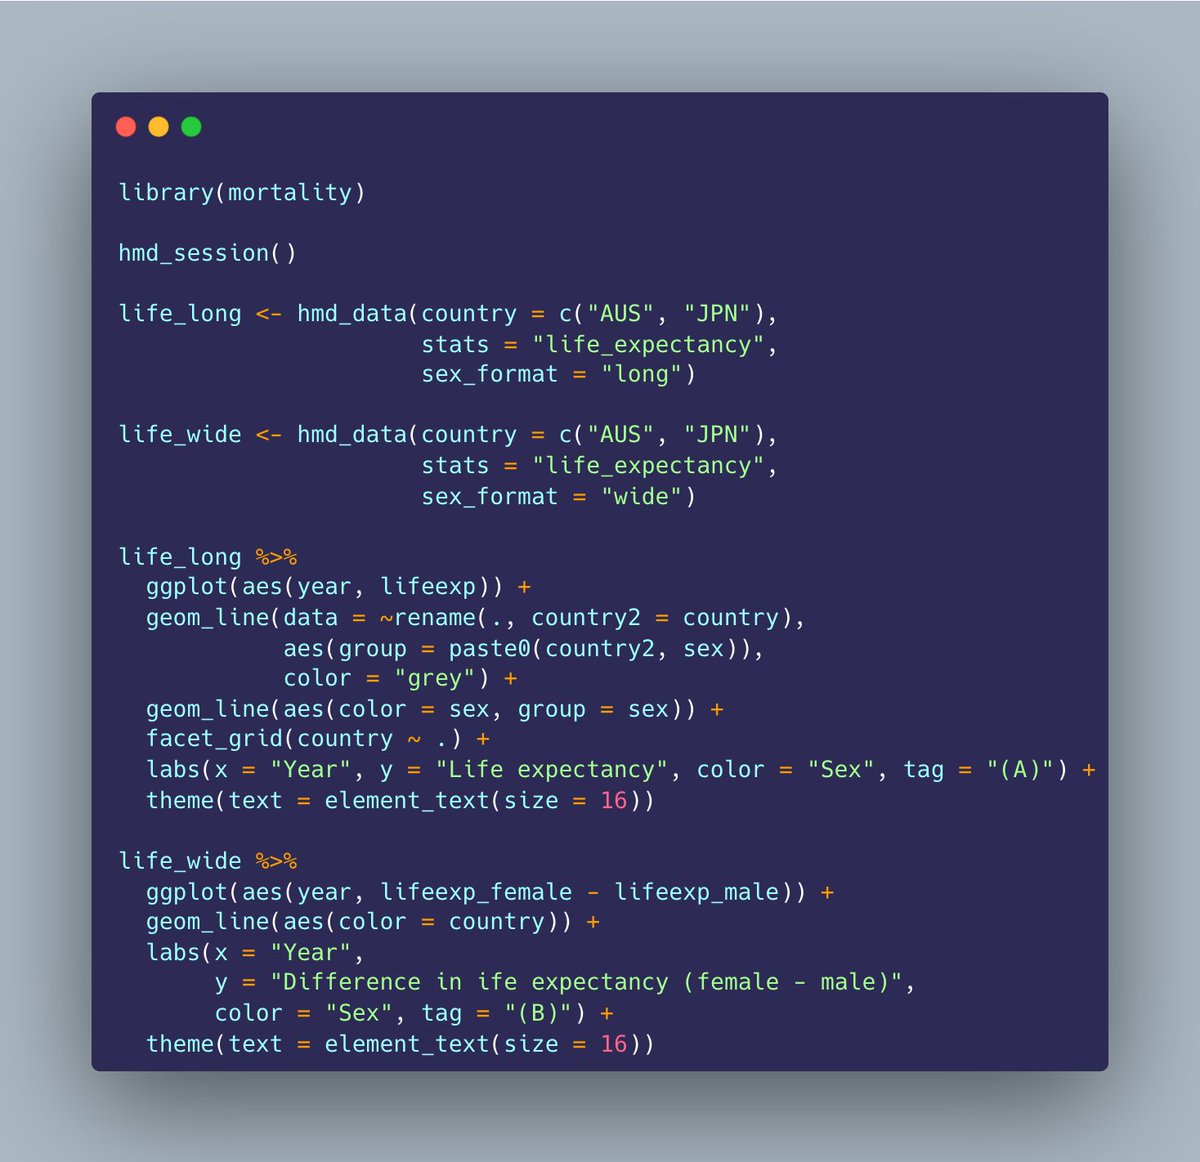 library(mortality)
hmd_session()
life_long <- hmd_data(country = c("AUS", "JPN"),
                      stats = "life_expectancy",
                      sex_format = "long")
life_wide <- hmd_data(country = c("AUS", "JPN"),
                      stats = "life_expectancy",
                      sex_format = "wide")
life_long %>%
  ggplot(aes(year, lifeexp)) +
  geom_line(data = ~rename(., country2 = country),
            aes(group = paste0(country2, sex)),
            color = "grey") +
  geom_line(aes(color = sex, group = sex)) +
  facet_grid(country ~ .) +
  labs(x = "Year", y = "Life expectancy", color = "Sex", tag = "(A)") +
  theme(text = element_text(size = 16))
life_wide %>%
  ggplot(aes(year, lifeexp_female - lifeexp_male)) +
  geom_line(aes(color = country)) +
  labs(x = "Year",
       y = "Difference in ife expectancy (female - male)",
       color = "Sex", tag = "(B)") +
  theme(text = element_text(size = 16))